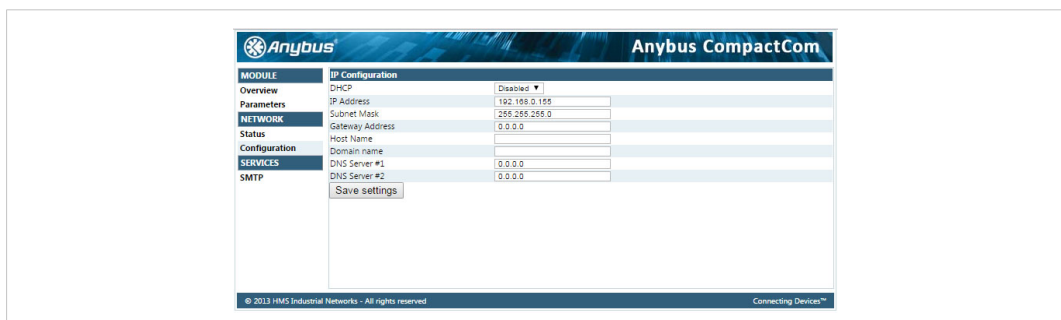 Anybus®
Anybus CompactCom
MODULE
Overview
Parameters
NETWORK
Status
Configuration
SERVICES
SMTP
IP Configuration
DHCP Disabled ▼
IP Address 192.168.0.155
Subnet Mask 255.255.255.0
Gateway Address 0.0.0.0
Host Name
Domain name
DNS Server #1 0.0.0.0
DNS Server #2 0.0.0.0
Save settings
© 2013 HMS Industrial Networks - All rights reserved
Connecting Devices™